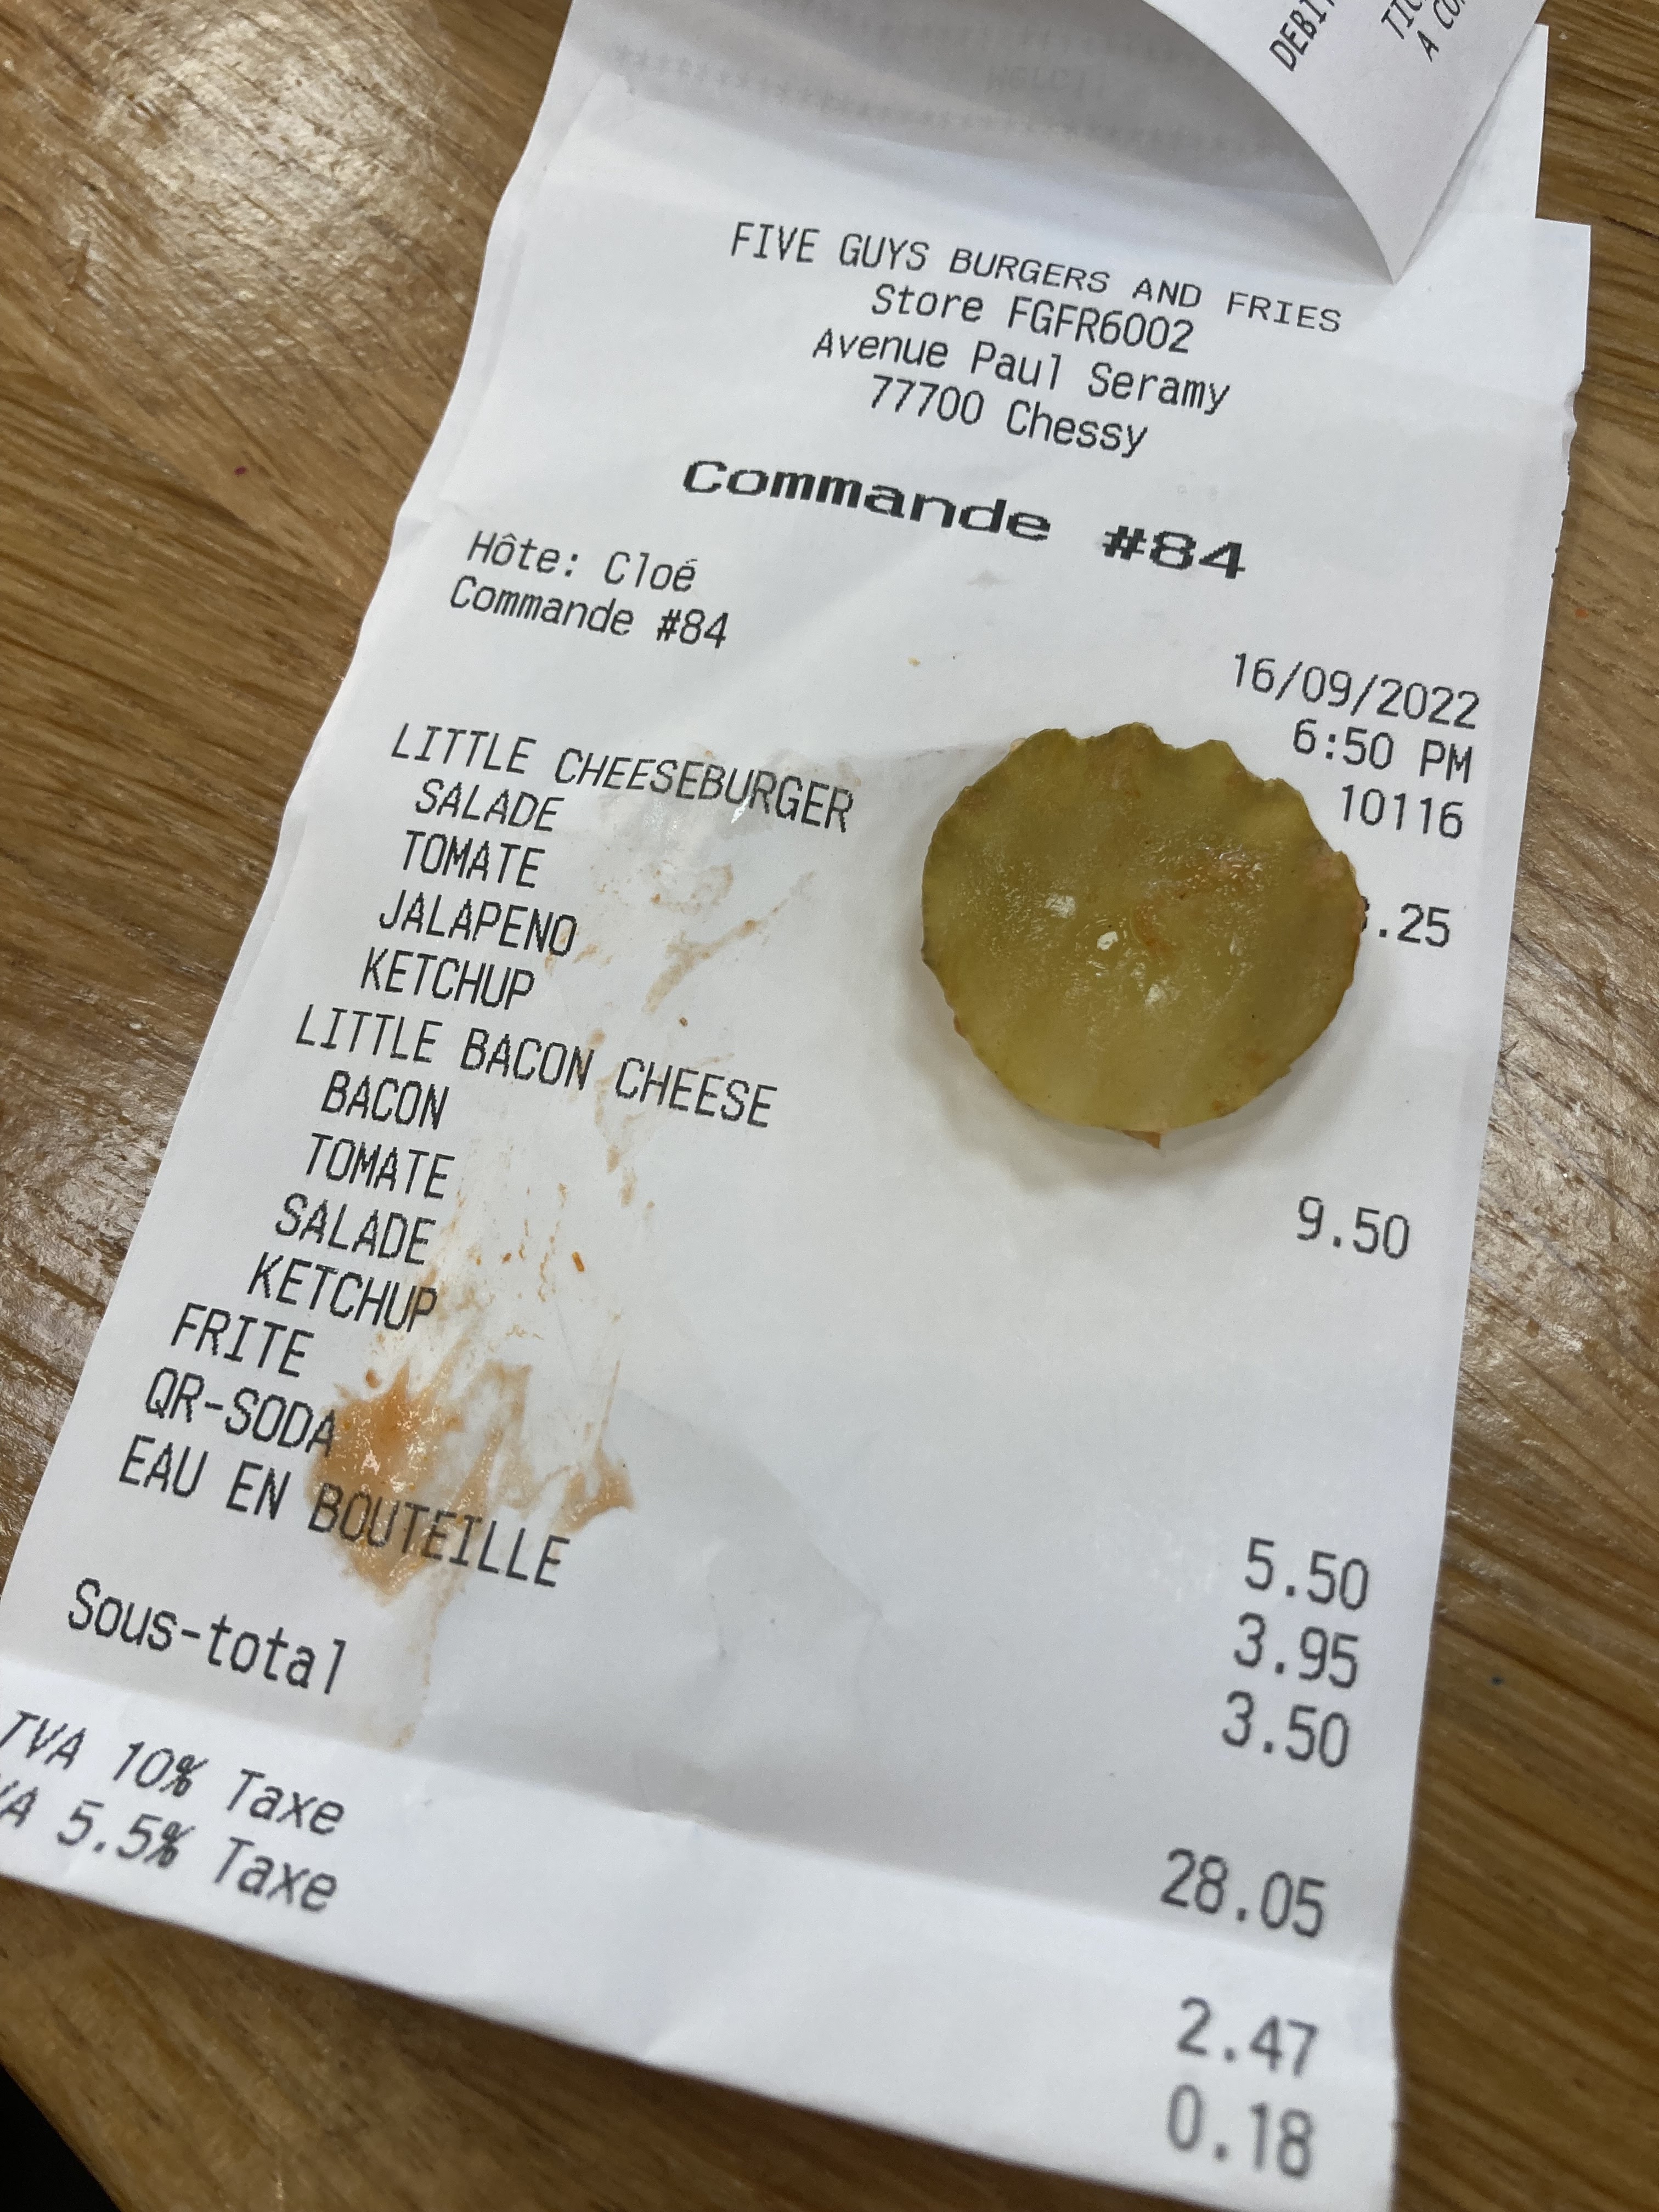 DEBIT
FIVE GUYS BURGERS AND FRIES
Store FGFR6002
Avenue Paul Seramy
77700 Chessy
Commande #84
Hôte: Cloé
Commande #84
16/09/2022
6:50 PM
10116
LITTLE CHEESEBURGER .25
SALADE
TOMATE
JALAPENO
KETCHUP
LITTLE BACON CHEESE 9.50
BACON
TOMATE
SALADE
KETCHUP
FRITE 5.50
QR-SODA 3.95
EAU EN BOUTEILLE 3.50
Sous-total 28.05
TVA 10% Taxe 2.47
VA 5.5% Taxe 0.18